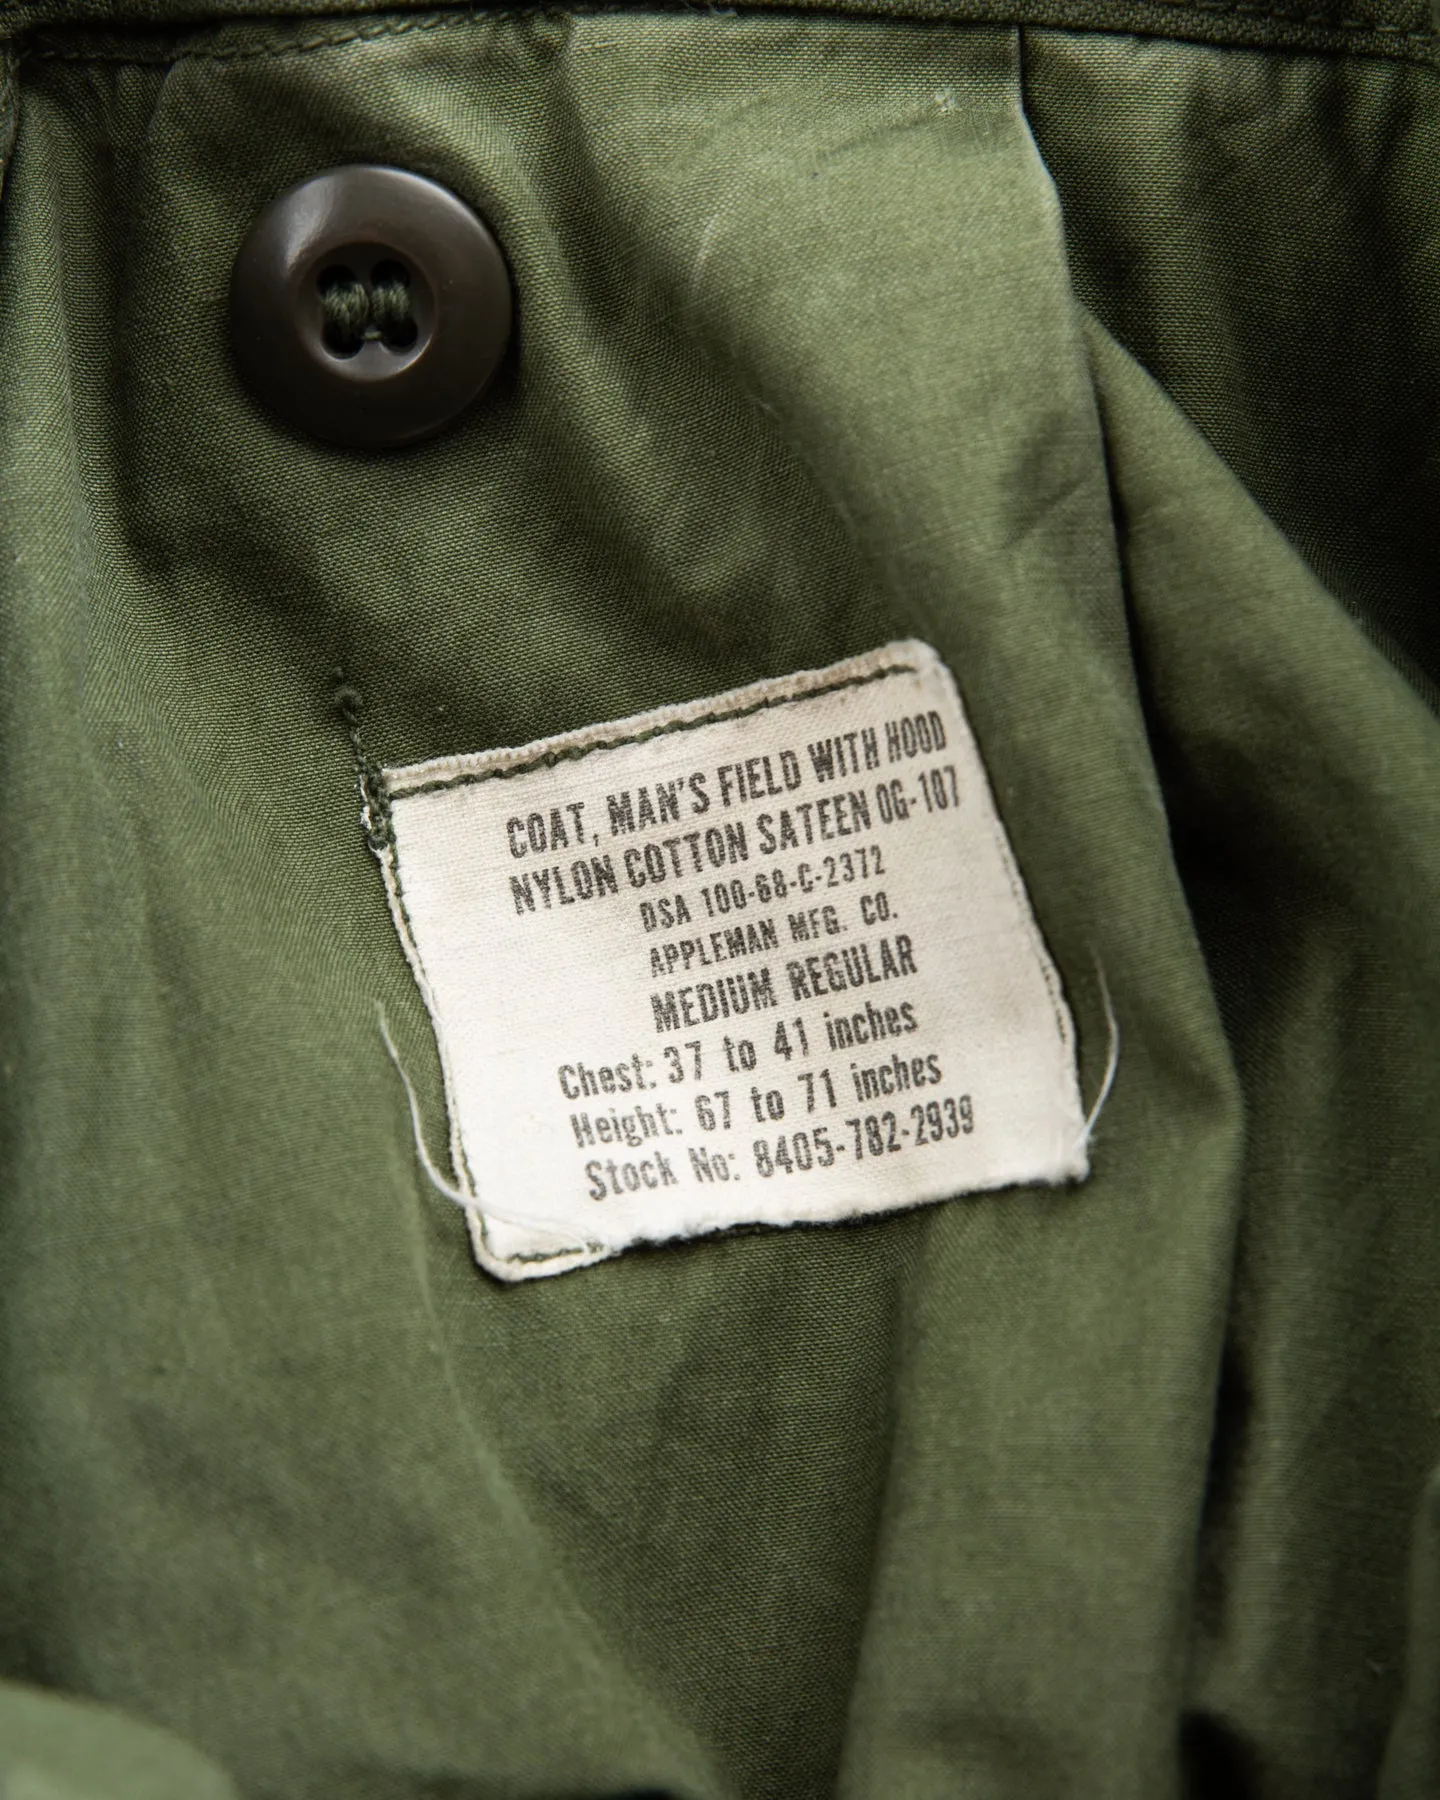 COAT, MAN'S FIELD WITH HOOD
NYLON COTTON SATEEN OG-107
DSA 100-68-C-2372
APPLEMAN MFG. CO.
MEDIUM REGULAR
Chest: 37 to 41 inches
Height: 67 to 71 inches
Stock No: 8405-782-2939